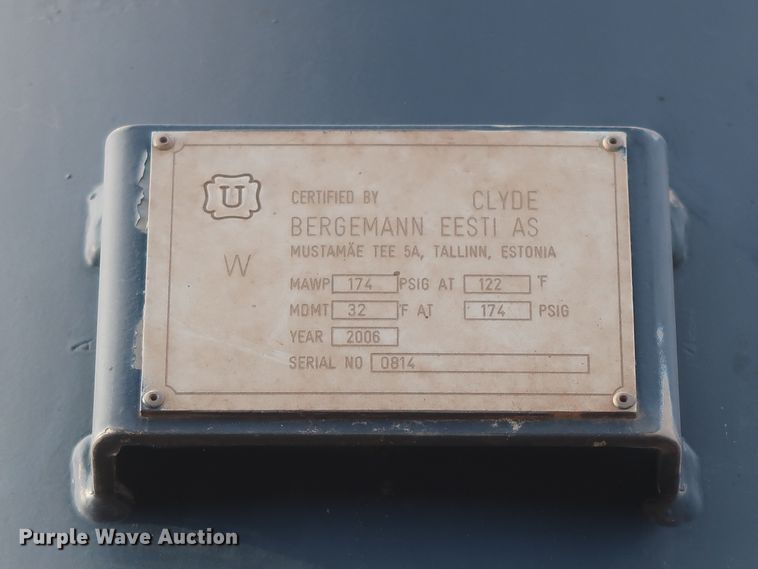 U
CERTIFIED BY CLYDE
BERGEMANN EESTI AS
MUSTAMÄE TEE 5A, TALLINN, ESTONIA
W
MAWP 174 PSIG AT 122 °F
MDMT 32 °F AT 174 PSIG
YEAR 2006
SERIAL NO 0814
Purple Wave Auction